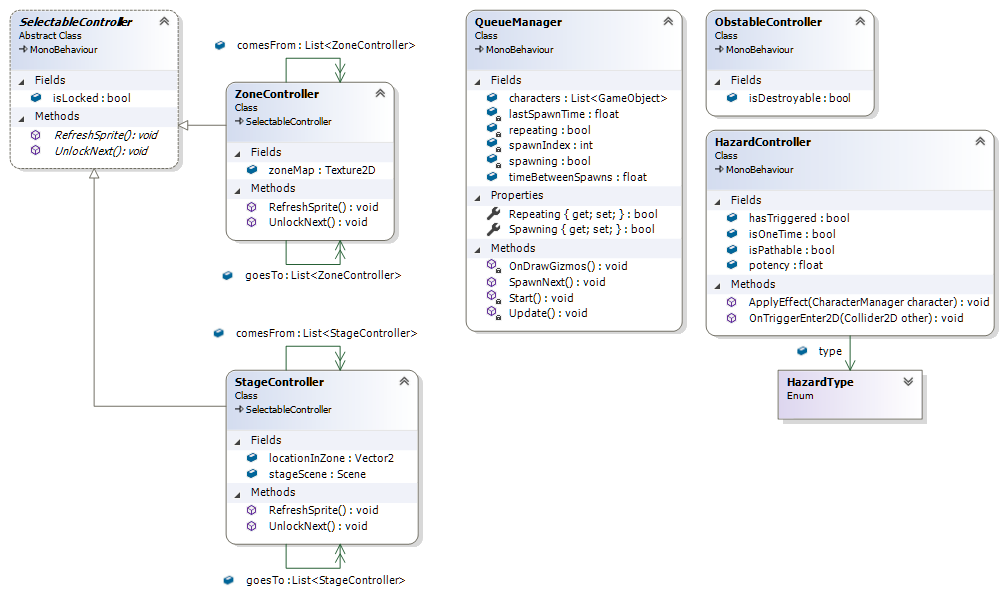 SelectableController
Abstract Class
MonoBehaviour
Fields
isLocked : bool
Methods
RefreshSprite() : void
UnlockNext() : void
comesFrom : List<ZoneController>
ZoneController
Class
SelectableController
Fields
zoneMap : Texture2D
Methods
RefreshSprite() : void
UnlockNext() : void
goesTo : List<ZoneController>
comesFrom : List<StageController>
StageController
Class
SelectableController
Fields
locationInZone : Vector2
stageScene : Scene
Methods
RefreshSprite() : void
UnlockNext() : void
goesTo : List<StageController>
QueueManager
Class
MonoBehaviour
Fields
characters : List<GameObject>
lastSpawnTime : float
repeating : bool
spawnIndex : int
spawning : bool
timeBetweenSpawns : float
Properties
Repeating { get; set; } : bool
Spawning { get; set; } : bool
Methods
OnDrawGizmos() : void
SpawnNext() : void
Start() : void
Update() : void
ObstableController
Class
MonoBehaviour
Fields
isDestroyable : bool
HazardController
Class
MonoBehaviour
Fields
hasTriggered : bool
isOneTime : bool
isPathable : bool
potency : float
Methods
ApplyEffect(CharacterManager character) : void
OnTriggerEnter2D(Collider2D other) : void
type
HazardType
Enum